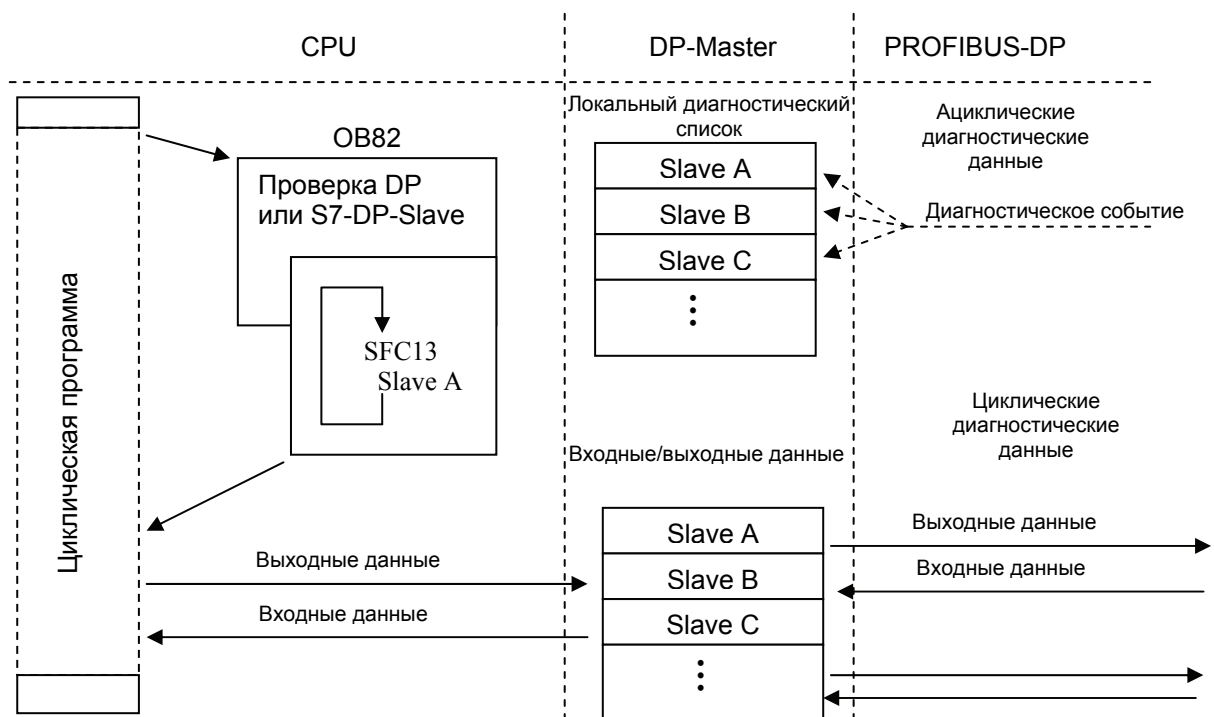 CPU
DP-Master
PROFIBUS-DP
Циклическая программа
OB82
Проверка DP
или S7-DP-Slave
SFC13
Slave A
Локальный диагностический
список
Slave A
Slave B
Slave C
Ациклические
диагностические
данные
Диагностическое событие
Циклические
диагностические
данные
Входные/выходные данные
Slave A
Slave B
Slave C
Выходные данные
Входные данные
Выходные данные
Входные данные